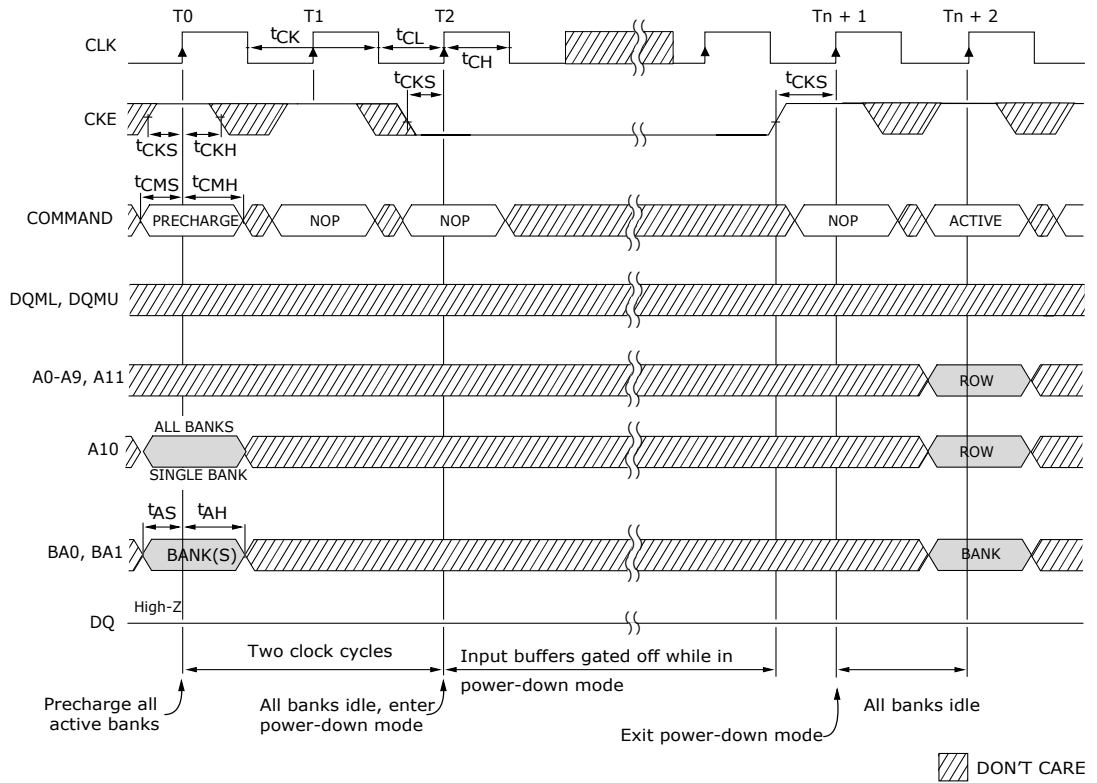 T0 T1 T2 Tn + 1 Tn + 2
CLK
tCK tCL tCH
tCKS tCKS
CKE
tCKS tCKH
tCMS tCMH
COMMAND PRECHARGE NOP NOP NOP ACTIVE
DQML, DQMU
A0-A9, A11 ROW
ALL BANKS
A10 ROW
SINGLE BANK
tAS tAH
BA0, BA1 BANK(S) BANK
High-Z
DQ
Two clock cycles
Input buffers gated off while in
power-down mode
Precharge all
active banks
All banks idle, enter
power-down mode
Exit power-down mode
All banks idle
DON'T CARE